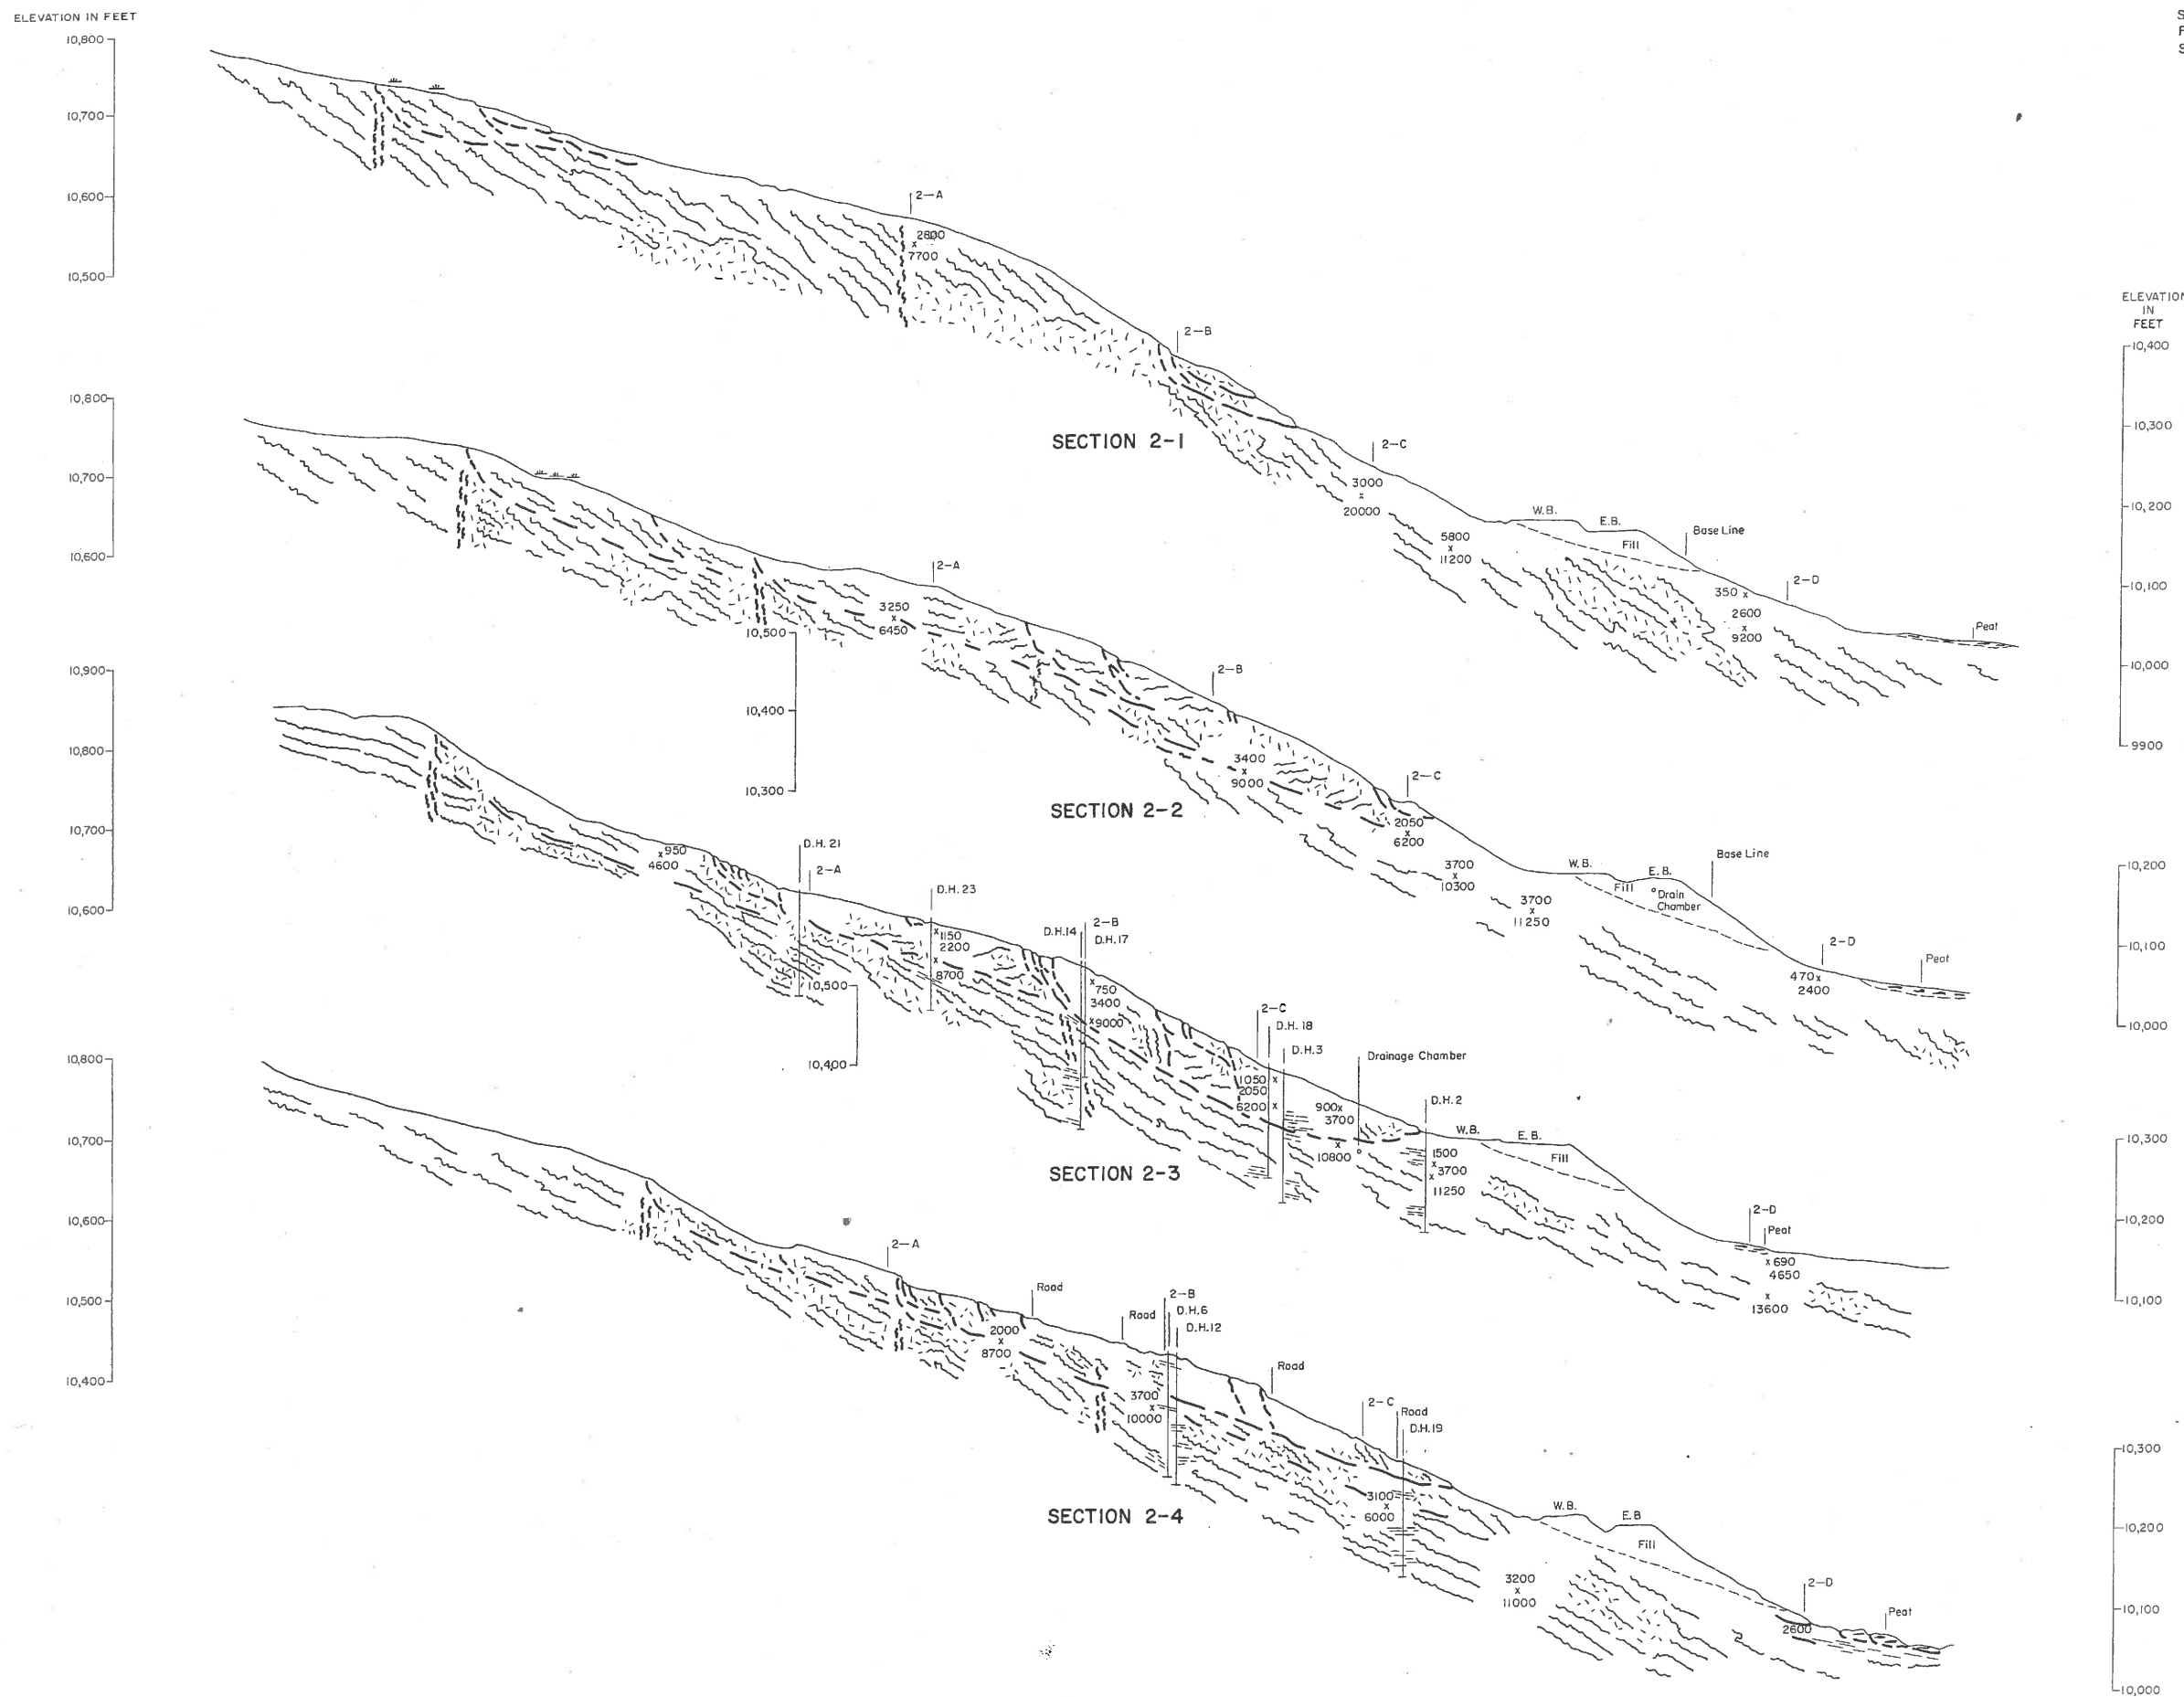 ELEVATION IN FEET
10,800
10,700
10,600
10,500
2-A
2800
x
7700
2-B
SECTION 2-1
2-C
3000
x
20000
5800
x
11200
W.B.
E.B.
Fill
Base Line
350 x
2-D
2600
x
9200
Peat
ELEVATION
IN
FEET
10,400
10,300
10,200
10,100
10,000
9900
10,800
10,700
10,600
2-A
3250
x
6450
10,500
10,400
10,300
2-B
3400
x
9000
SECTION 2-2
2-C
2050
x
6200
3700
x
10300
3700
x
11250
W.B.
E.B.
Fill
Drain
Chamber
Base Line
2-D
470x
2400
Peat
10,200
10,100
10,000
10,900
10,800
10,700
10,600
x950
4600
D.H. 21
2-A
D.H. 23
x1150
2200
x
8700
10,500
10,400
D.H.14
2-B
D.H.17
x750
3400
x9000
2-C
D.H. 18
D.H. 3
1050 x
2050
6200 x
SECTION 2-3
Drainage Chamber
900x
3700
x
10800
D.H. 2
W.B.
E.B.
Fill
1500
x3700
x
11250
2-D
Peat
x690
4650
x
13600
10,300
10,200
10,100
10,800
10,700
10,600
10,500
10,400
2-A
Road
2000
x
8700
Road
2-B
D.H.6
D.H.12
3700
x
10000
Road
2-C
Road
D.H.19
3100
x
6000
SECTION 2-4
3200
x
11000
W.B.
E.B
Fill
2-D
2600
Peat
10,300
10,200
10,100
10,000